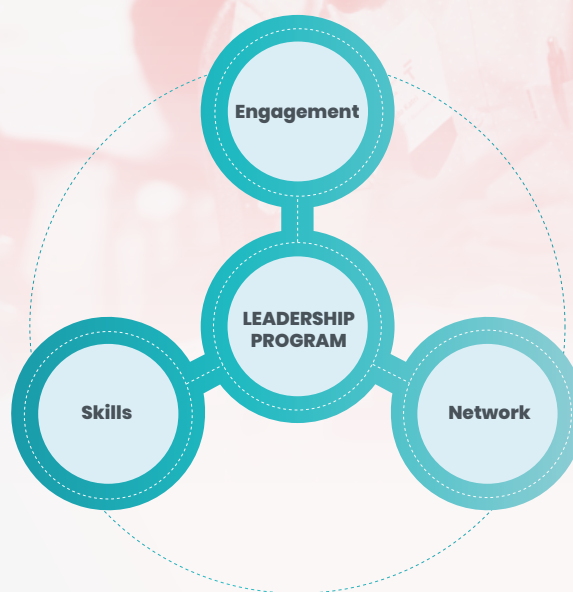 Engagement
LEADERSHIP
PROGRAM
Skills
Network